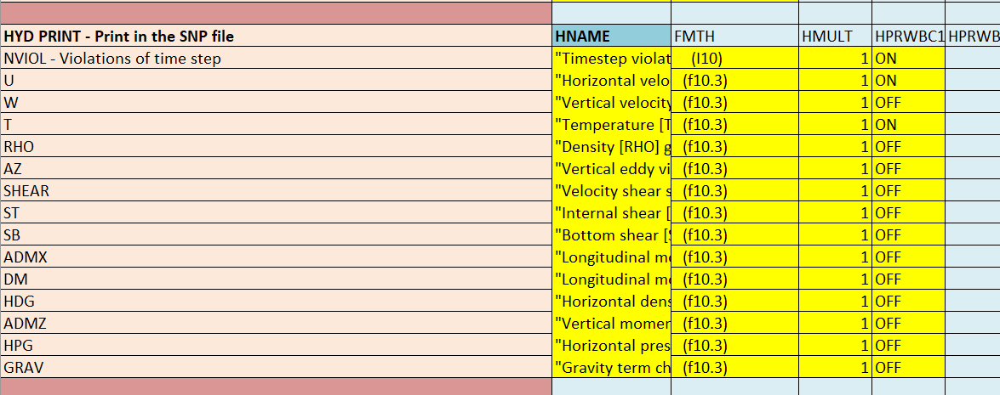 HYD PRINT - Print in the SNP file HNAME FMTH HMULT HPRWBC1 HPRWB
NVIOL - Violations of time step "Timestep violat (I10) 1 ON
U "Horizontal velo (f10.3) 1 ON
W "Vertical velocity (f10.3) 1 OFF
T "Temperature [T (f10.3) 1 ON
RHO "Density [RHO] g (f10.3) 1 OFF
AZ "Vertical eddy vi (f10.3) 1 OFF
SHEAR "Velocity shear s (f10.3) 1 OFF
ST "Internal shear [ (f10.3) 1 OFF
SB "Bottom shear [S (f10.3) 1 OFF
ADMX "Longitudinal mo (f10.3) 1 OFF
DM "Longitudinal mo (f10.3) 1 OFF
HDG "Horizontal dens (f10.3) 1 OFF
ADMZ "Vertical momen (f10.3) 1 OFF
HPG "Horizontal pres (f10.3) 1 OFF
GRAV "Gravity term ch (f10.3) 1 OFF